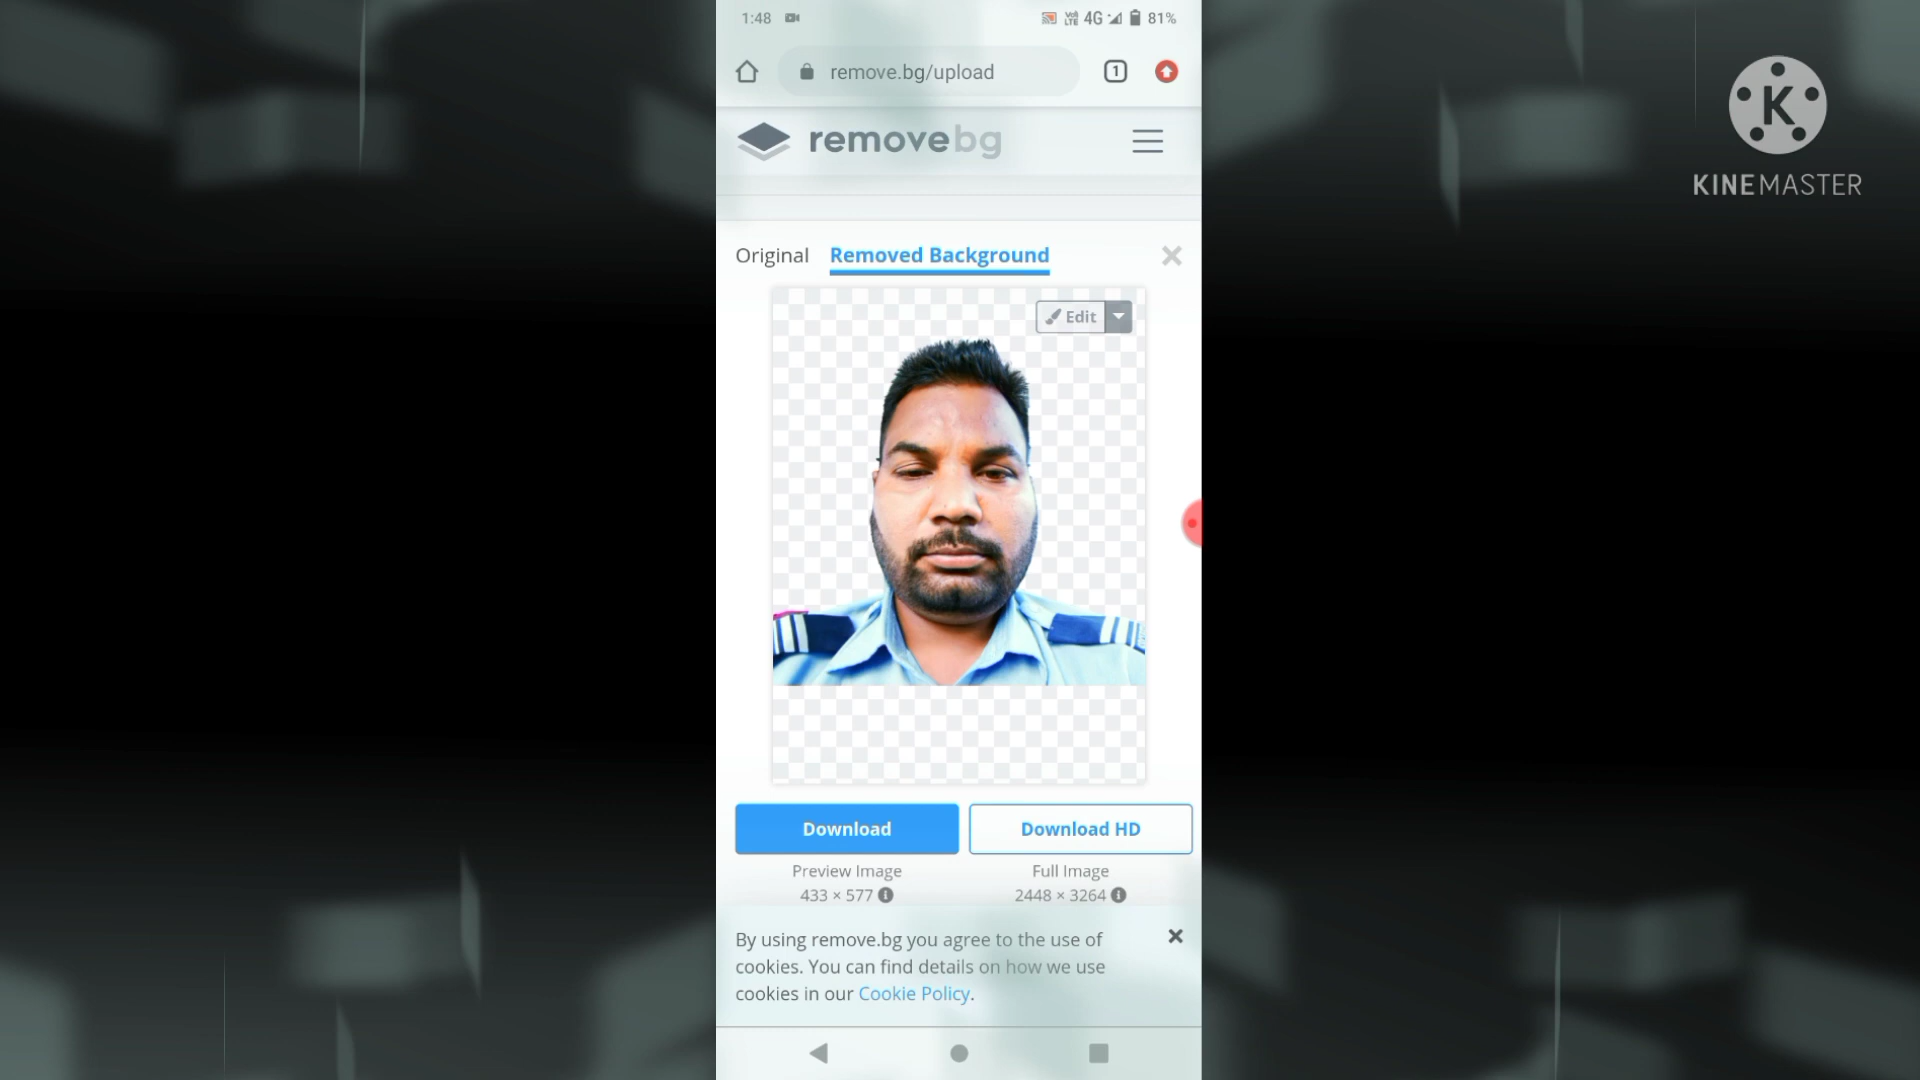 1:48 Vo) LTE 4G 81%
remove.bg/upload 1
removebg
K
KINEMASTER
Original Removed Background
Edit
Download Download HD
Preview Image Full Image
433 × 577 2448 × 3264
By using remove.bg you agree to the use of
cookies. You can find details on how we use
cookies in our Cookie Policy.